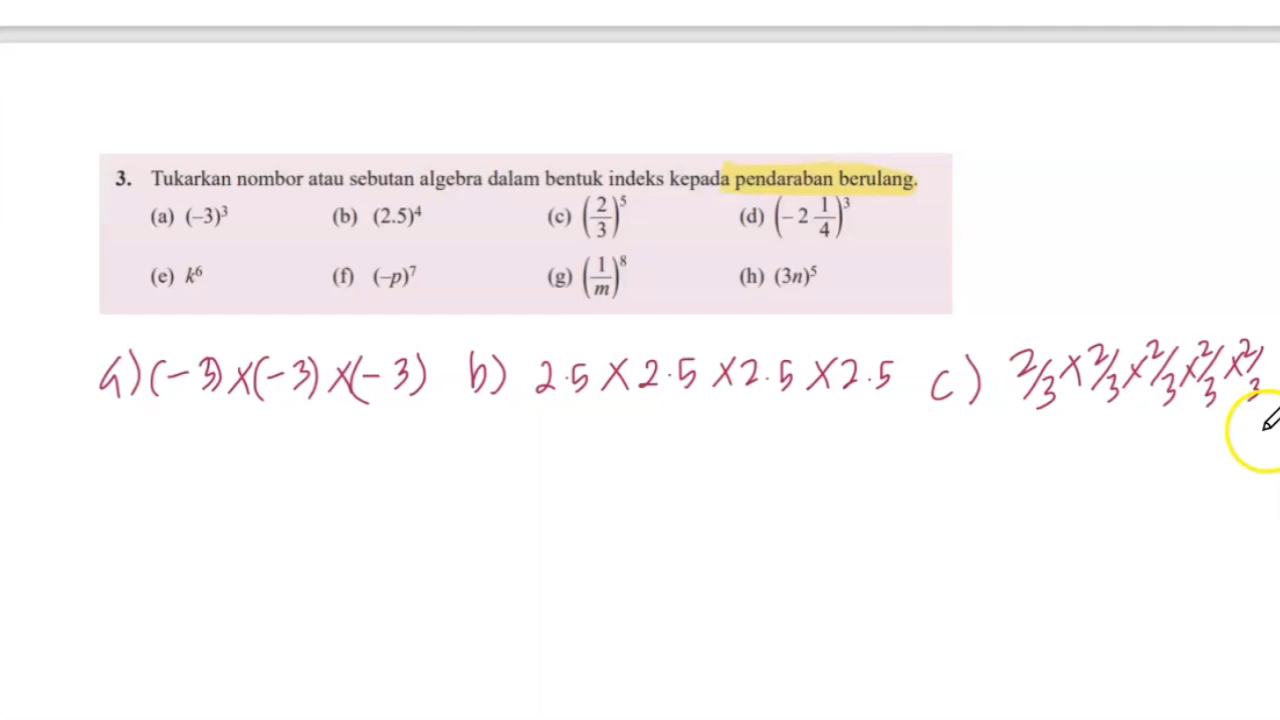 3. Tukarkan nombor atau sebutan algebra dalam bentuk indeks kepada pendaraban berulang.
(a) (–3)³ (b) (2.5)⁴ (c) (2/3)⁵ (d) (–2 1/4)³
(e) k⁶ (f) (–p)⁷ (g) (1/m)⁸ (h) (3n)⁵
a) (-3)×(-3)×(-3) b) 2.5×2.5×2.5×2.5 c) 2/3×2/3×2/3×2/3×2/3